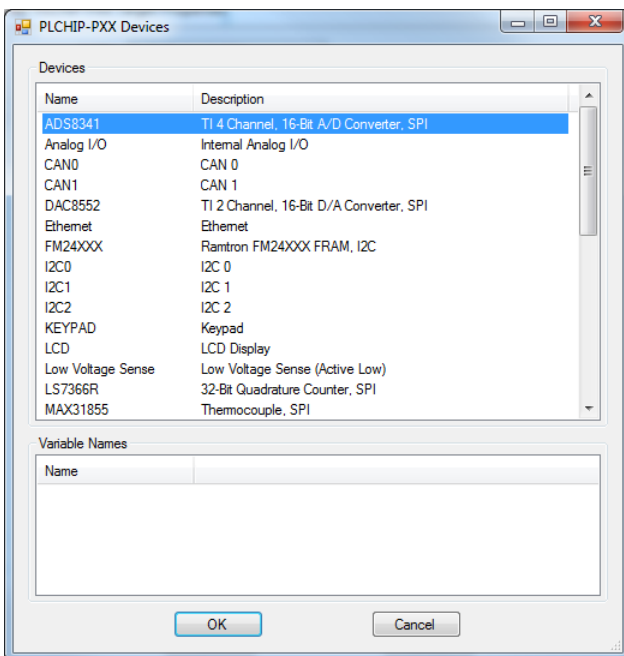 PLCHIP-PXX Devices
Devices
Name Description
ADS8341 TI 4 Channel, 16-Bit A/D Converter, SPI
Analog I/O Internal Analog I/O
CAN0 CAN 0
CAN1 CAN 1
DAC8552 TI 2 Channel, 16-Bit D/A Converter, SPI
Ethernet Ethernet
FM24XXX Ramtron FM24XXX FRAM, I2C
I2C0 I2C 0
I2C1 I2C 1
I2C2 I2C 2
KEYPAD Keypad
LCD LCD Display
Low Voltage Sense Low Voltage Sense (Active Low)
LS7366R 32-Bit Quadrature Counter, SPI
MAX31855 Thermocouple, SPI
Variable Names
Name
OK Cancel